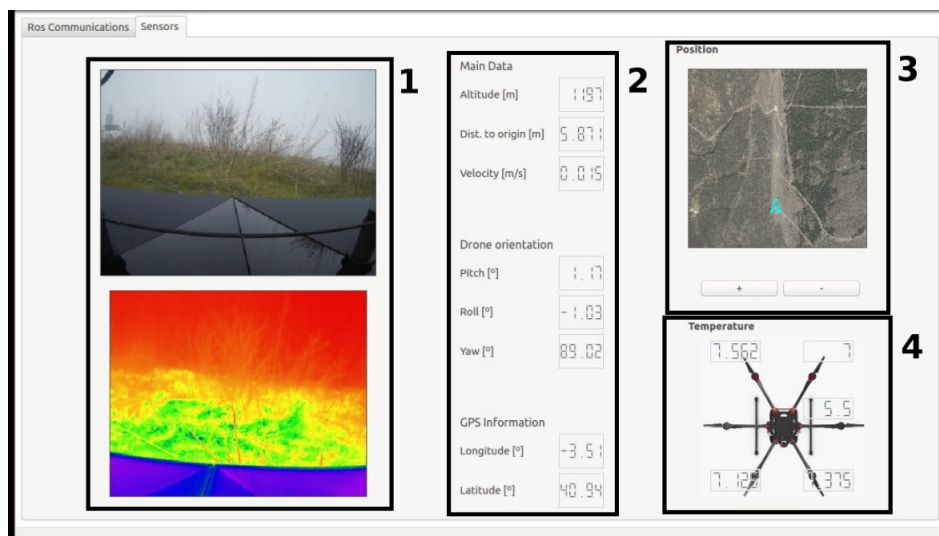 Ros Communications
Sensors
1
Main Data
Altitude [m] 1197
Dist. to origin [m] 5.871
Velocity [m/s] 0.015
Drone orientation
Pitch [º] 1.17
Roll [º] -1.03
Yaw [º] 89.02
GPS Information
Longitude [º] -3.51
Latitude [º] 40.94
2
Position
3
+ -
Temperature
4
7.562 7
5.5
7.125